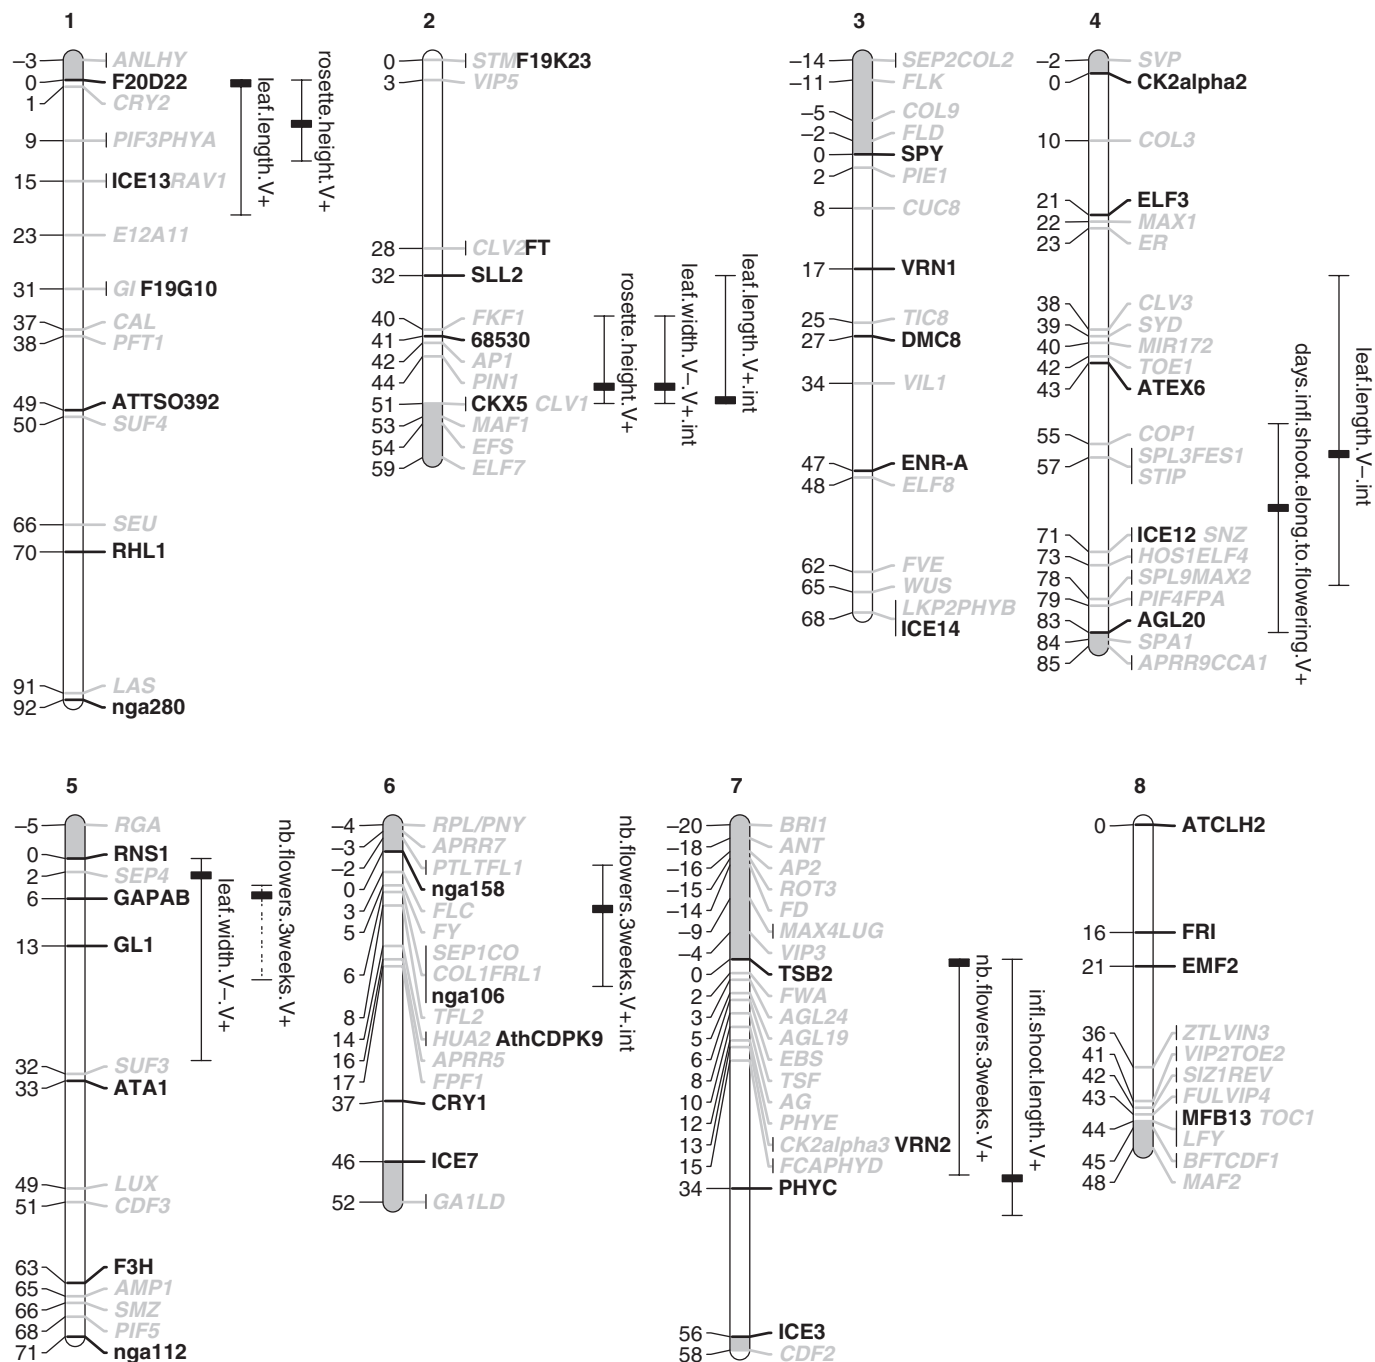 1
−3 ANLHY
0 F20D22
1 CRY2
9 PIF3PHYA
15 ICE13RAV1
23 E12A11
31 GI F19G10
37 CAL
38 PFT1
49 ATTSO392
50 SUF4
66 SEU
70 RHL1
91 LAS
92 nga280
leaf.length.V+
rosette.height.V+
2
0 STMF19K23
3 VIP5
28 CLV2FT
32 SLL2
40 FKF1
41 68530
42 AP1
44 PIN1
51 CKX5 CLV1
53 MAF1
54 EFS
59 ELF7
rosette.height.V+
leaf.width.V−.V+.int
leaf.length.V+.int
3
−14 SEP2COL2
−11 FLK
−5 COL9
−2 FLD
0 SPY
2 PIE1
8 CUC8
17 VRN1
25 TIC8
27 DMC8
34 VIL1
47 ENR-A
48 ELF8
62 FVE
65 WUS
68 LKP2PHYB
ICE14
4
−2 SVP
0 CK2alpha2
10 COL3
21 ELF3
22 MAX1
23 ER
38 CLV3
39 SYD
40 MIR172
42 TOE1
43 ATEX6
55 COP1
57 SPL3FES1
STIP
71 ICE12 SNZ
73 HOS1ELF4
78 SPL9MAX2
79 PIF4FPA
83 AGL20
84 SPA1
85 APRR9CCA1
days.infl.shoot.elong.to.flowering.V+
leaf.length.V−.int
5
−5 RGA
0 RNS1
2 SEP4
6 GAPAB
13 GL1
32 SUF3
33 ATA1
49 LUX
51 CDF3
63 F3H
65 AMP1
66 SMZ
68 PIF5
71 nga112
leaf.width.V−.V+
nb.flowers.3weeks.V+
6
−4 RPL/PNY
−3 APRR7
−2 PTLTFL1
0 nga158
3 FLC
5 FY
SEP1CO
6 COL1FRL1
nga106
8 TFL2
14 HUA2 AthCDPK9
16 APRR5
17 FPF1
37 CRY1
46 ICE7
52 GA1LD
nb.flowers.3weeks.V+.int
7
−20 BRI1
−18 ANT
−16 AP2
−15 ROT3
−14 FD
−9 MAX4LUG
−4 VIP3
0 TSB2
2 FWA
3 AGL24
5 AGL19
6 EBS
8 TSF
10 AG
12 PHYE
13 CK2alpha3 VRN2
15 FCAPHYD
34 PHYC
56 ICE3
58 CDF2
nb.flowers.3weeks.V+
infl.shoot.length.V+
8
0 ATCLH2
16 FRI
21 EMF2
36 ZTLVIN3
41 VIP2TOE2
42 SIZ1REV
43 FULVIP4
44 MFB13 TOC1
LFY
45 BFTCDF1
48 MAF2